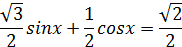 √3/2 sinx + 1/2 cosx = √2/2